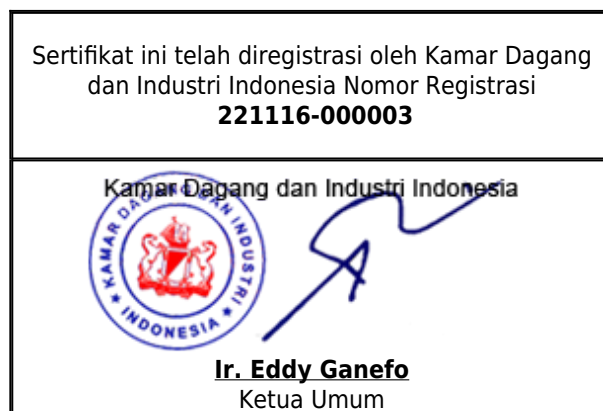 Sertifikat ini telah diregistrasi oleh Kamar Dagang
dan Industri Indonesia Nomor Registrasi
221116-000003
Kamar Dagang dan Industri Indonesia
KAMAR DAGANG DAN INDUSTRI
INDONESIA
Ir. Eddy Ganefo
Ketua Umum